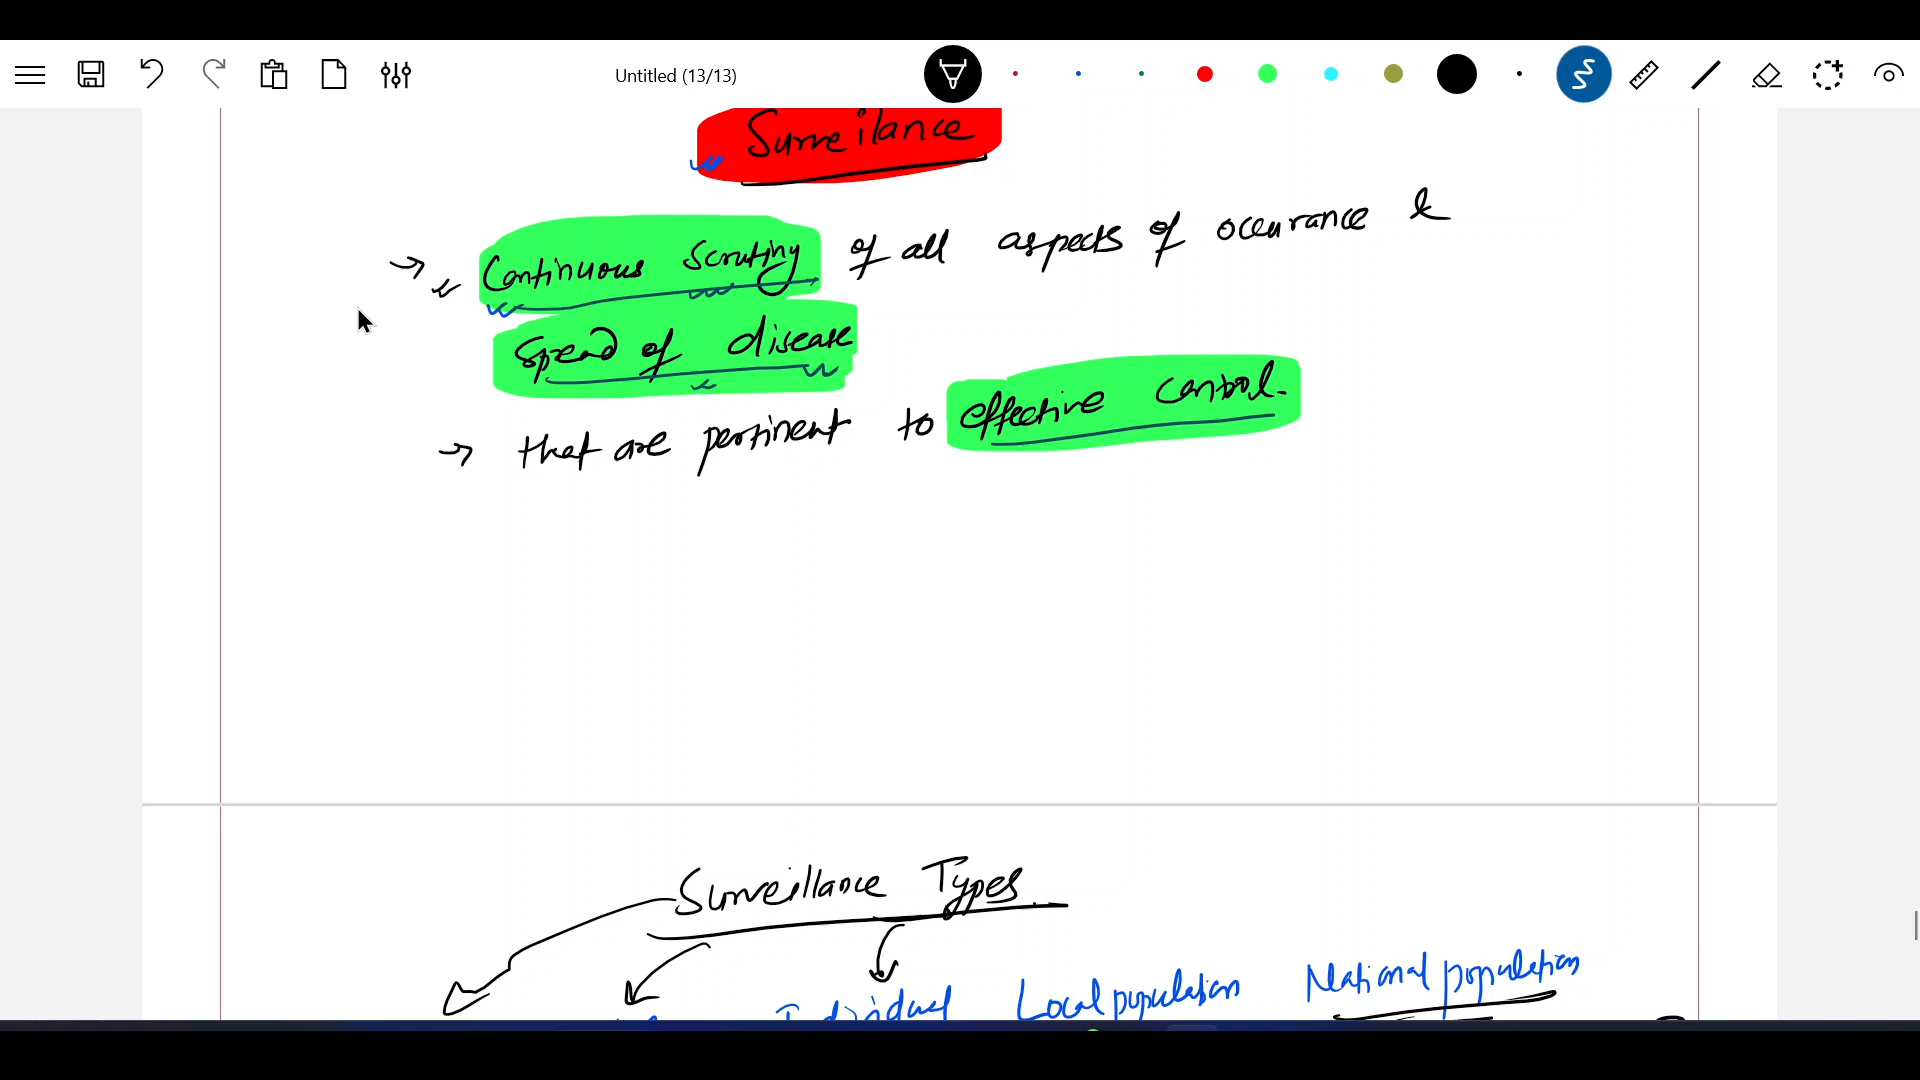 Untitled (13/13)
Surveilance
→ Continuous Scrutiny of all aspects of occurance &
Spread of disease
→ that are pertinent to effective control.
Surveillance Types
Individual Local population National population